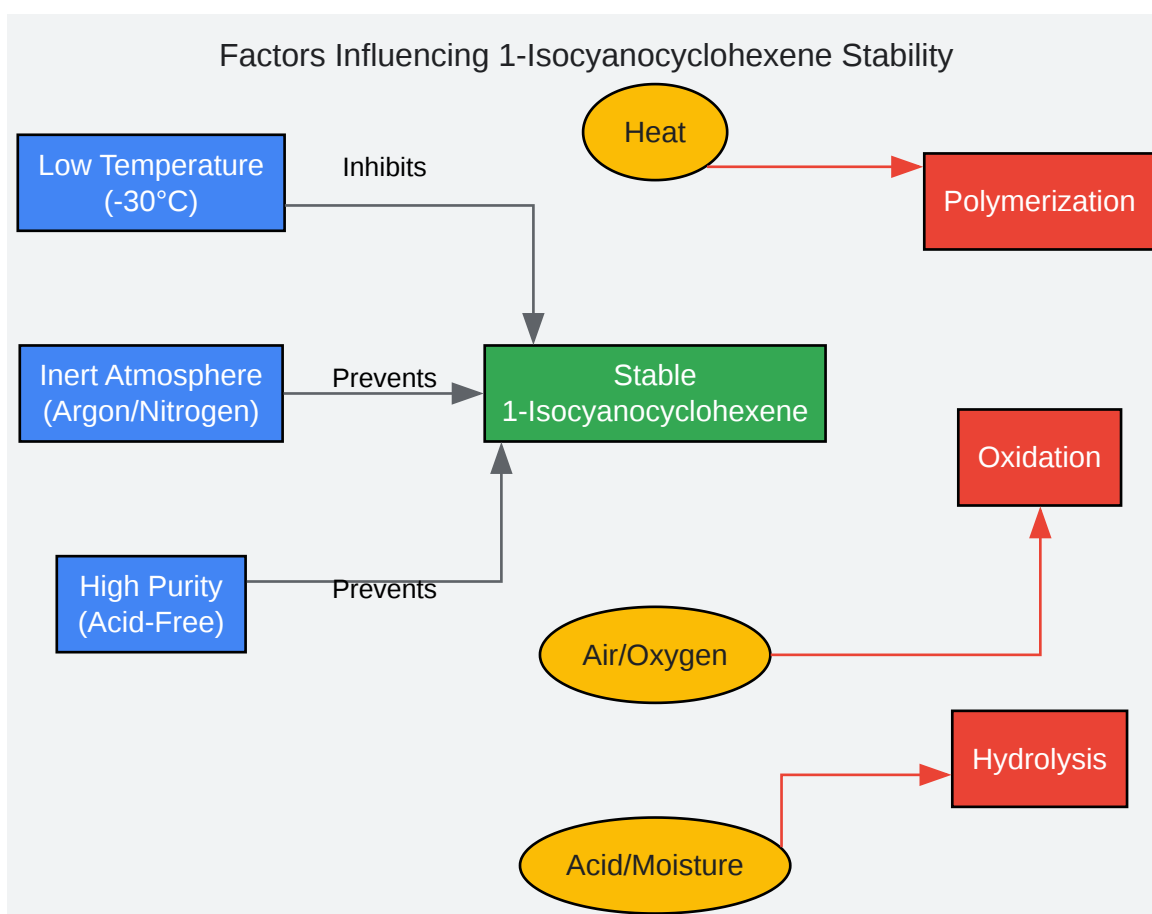 Factors Influencing 1-Isocyanocyclohexene Stability
Heat
Low Temperature
(-30°C)
Inhibits
Polymerization
Inert Atmosphere
(Argon/Nitrogen)
Prevents
Stable
1-Isocyanocyclohexene
Oxidation
High Purity
(Acid-Free)
Prevents
Air/Oxygen
Hydrolysis
Acid/Moisture